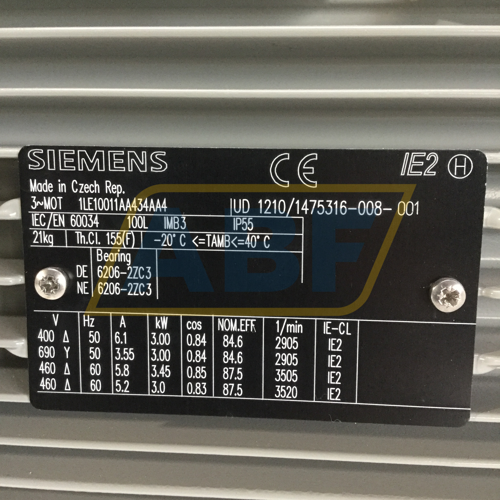 SIEMENS CE IE2 H
Made in Czech Rep.
3~MOT 1LE10011AA434AA4 IUD 1210/1475316-008-001
IEC/EN 60034 100L IMB3 IP55
21kg Th.Cl. 155(F) -20°C <=TAMB<=40°C
Bearing
DE 6206-2ZC3
NE 6206-2ZC3
V Hz A kW cos NOM.EFF. 1/min IE-CL
400 Δ 50 6.1 3.00 0.84 84.6 2905 IE2
690 Y 50 3.55 3.00 0.84 84.6 2905 IE2
460 Δ 60 5.8 3.45 0.85 87.5 3505 IE2
460 Δ 60 5.2 3.0 0.83 87.5 3520 IE2
ABF